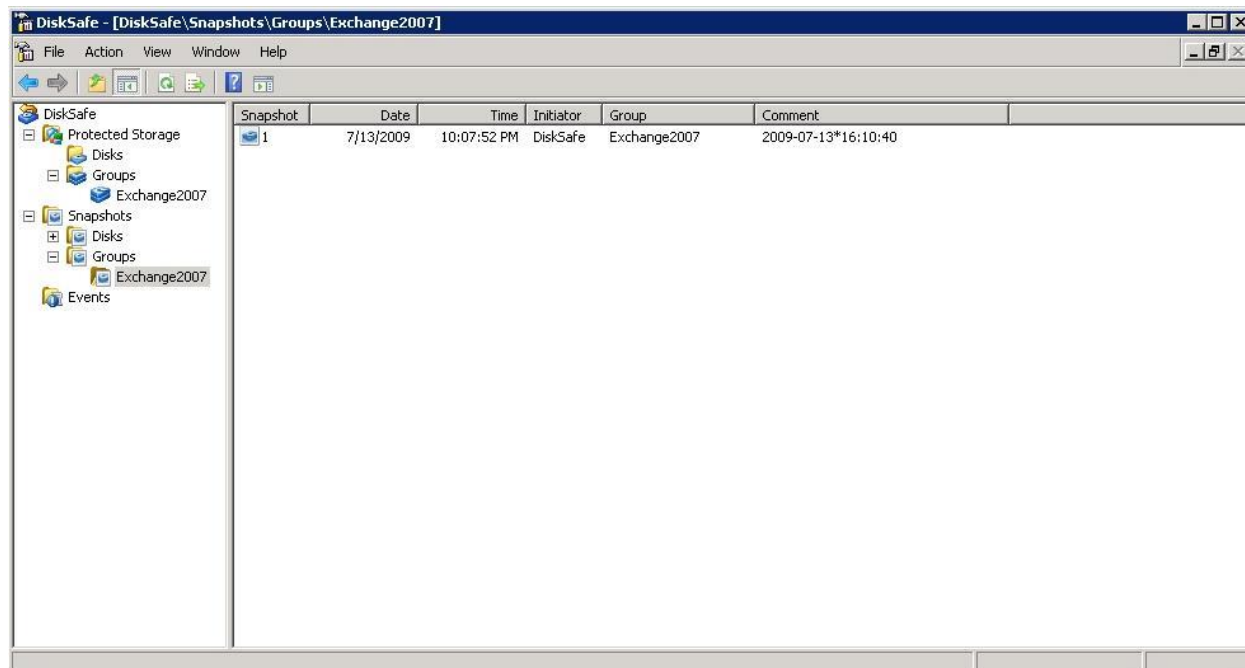 DiskSafe - [DiskSafe\Snapshots\Groups\Exchange2007]
File Action View Window Help
DiskSafe
Protected Storage
Disks
Groups
Exchange2007
Snapshots
Disks
Groups
Exchange2007
Events
Snapshot Date Time Initiator Group Comment
1 7/13/2009 10:07:52 PM DiskSafe Exchange2007 2009-07-13*16:10:40